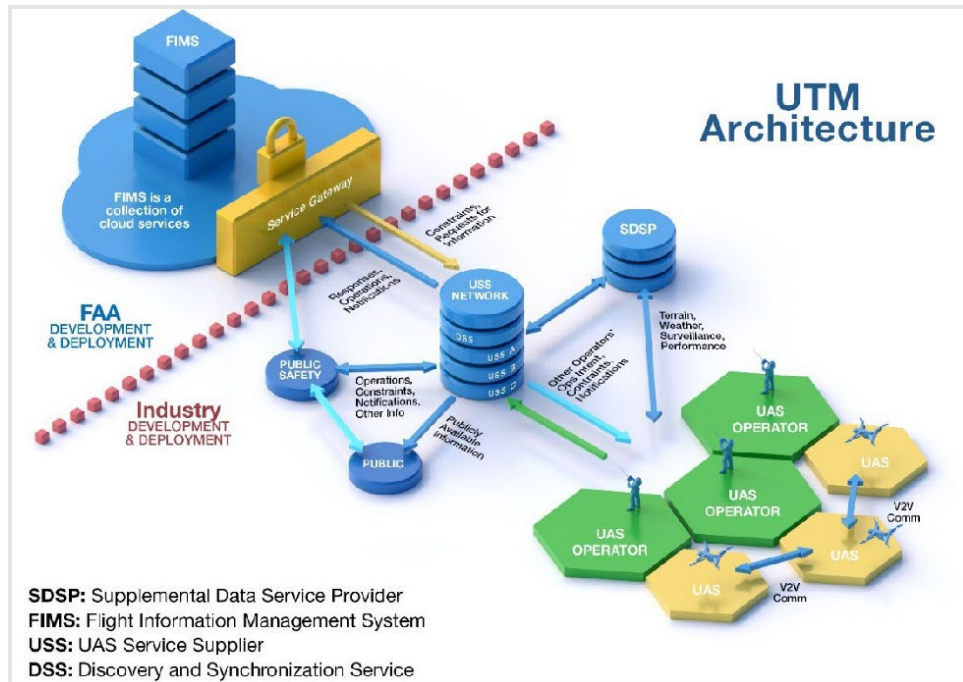 FIMS
UTM
Architecture
FIMS is a
collection of
cloud services
Service Gateway
Constrains,
Requests for
Information
Responser,
Operations,
Notifications
SDSP
USS
NETWORK
DSS
USS A
USS B
Terrain,
Weather,
Surveillance,
Performance
FAA
DEVELOPMENT
& DEPLOYMENT
PUBLIC
SAFETY
Operations,
Constraints,
Notifications,
Other Info
Other Operators'
Ops Intent,
Contraints,
Notifications
Industry
DEVELOPMENT
& DEPLOYMENT
PUBLIC
Publicly
Available
Information
UAS
OPERATOR
UAS
UAS
OPERATOR
V2V
Comm
UAS
OPERATOR
UAS
UAS
V2V
Comm
SDSP: Supplemental Data Service Provider
FIMS: Flight Information Management System
USS: UAS Service Supplier
DSS: Discovery and Synchronization Service